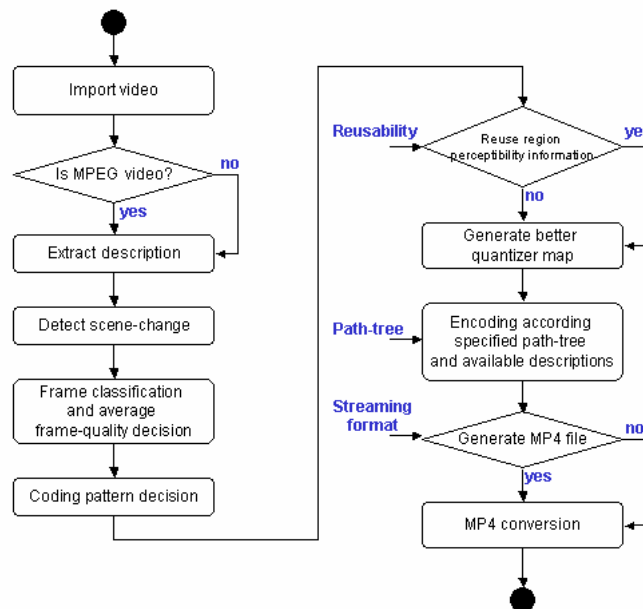 Import video
Is MPEG video?
no
yes
Extract description
Detect scene-change
Frame classification
and average
frame-quality decision
Coding pattern decision
Reusability
Reuse region
perceptibility information
no
Generate better
quantizer map
Path-tree
Encoding according
specified path-tree
and available descriptions
Streaming
format
Generate MP4 file
no
yes
MP4 conversion